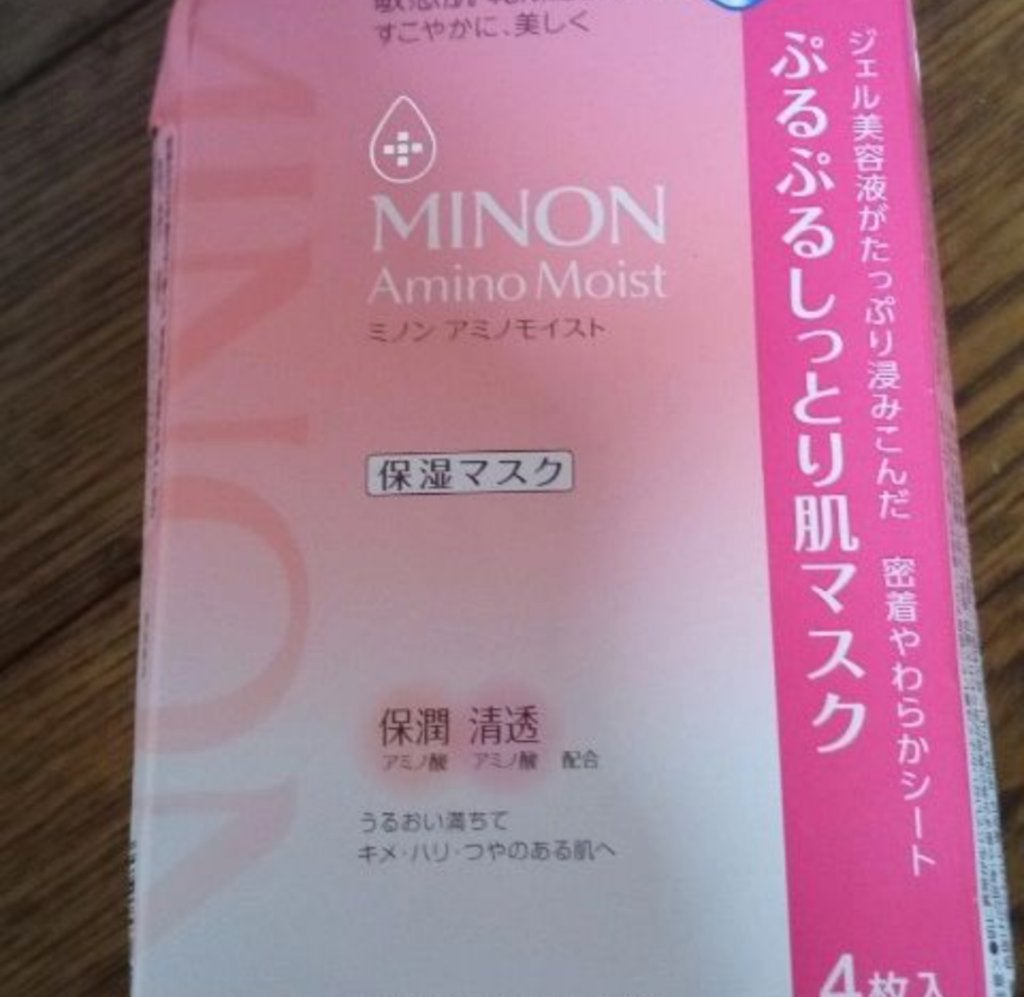 すこやかに、美しく
MINON
Amino Moist
ミノン アミノモイスト
保湿マスク
保潤 清透
アミノ酸 アミノ酸 配合
うるおい満ちて
キメ・ハリ・つやのある肌へ
ジェル美容液がたっぷり浸みこんだ 密着やわらかシート
ぷるぷるしっとり肌マスク
4枚入
MINON